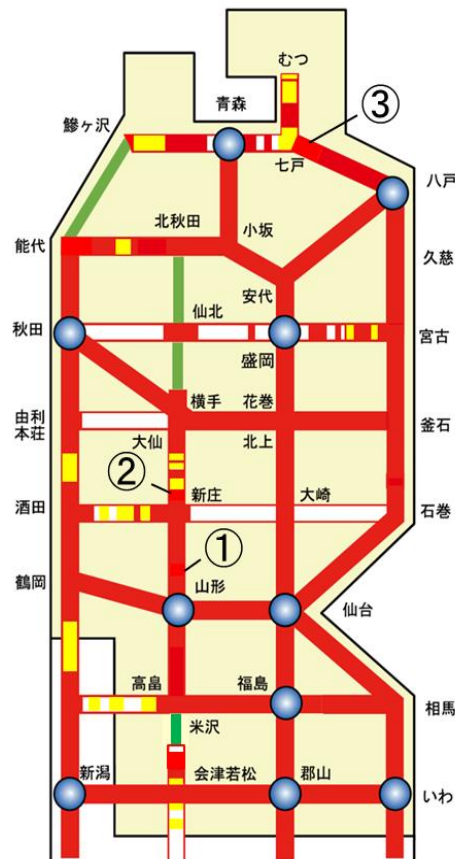 むつ
青森
③
鰺ヶ沢
七戸
八戸
北秋田
小坂
能代
久慈
安代
仙北
秋田
宮古
盛岡
横手
花巻
由利
本荘
釜石
大仙
北上
②
新庄
大崎
酒田
石巻
①
鶴岡
山形
仙台
高畠
福島
相馬
米沢
新潟
会津若松
郡山
いわ